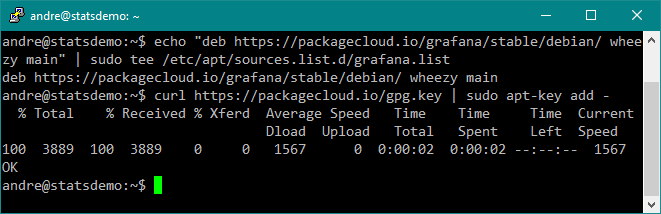 andre@statsdemo: ~
andre@statsdemo:~$ echo "deb https://packagecloud.io/grafana/stable/debian/ whee
zy main" | sudo tee /etc/apt/sources.list.d/grafana.list
deb https://packagecloud.io/grafana/stable/debian/ wheezy main
andre@statsdemo:~$ curl https://packagecloud.io/gpg.key | sudo apt-key add -
  % Total    % Received % Xferd  Average Speed   Time    Time     Time  Current
                                 Dload  Upload   Total   Spent    Left  Speed
100  3889  100  3889    0     0   1567      0  0:00:02  0:00:02 --:--:--  1567
OK
andre@statsdemo:~$